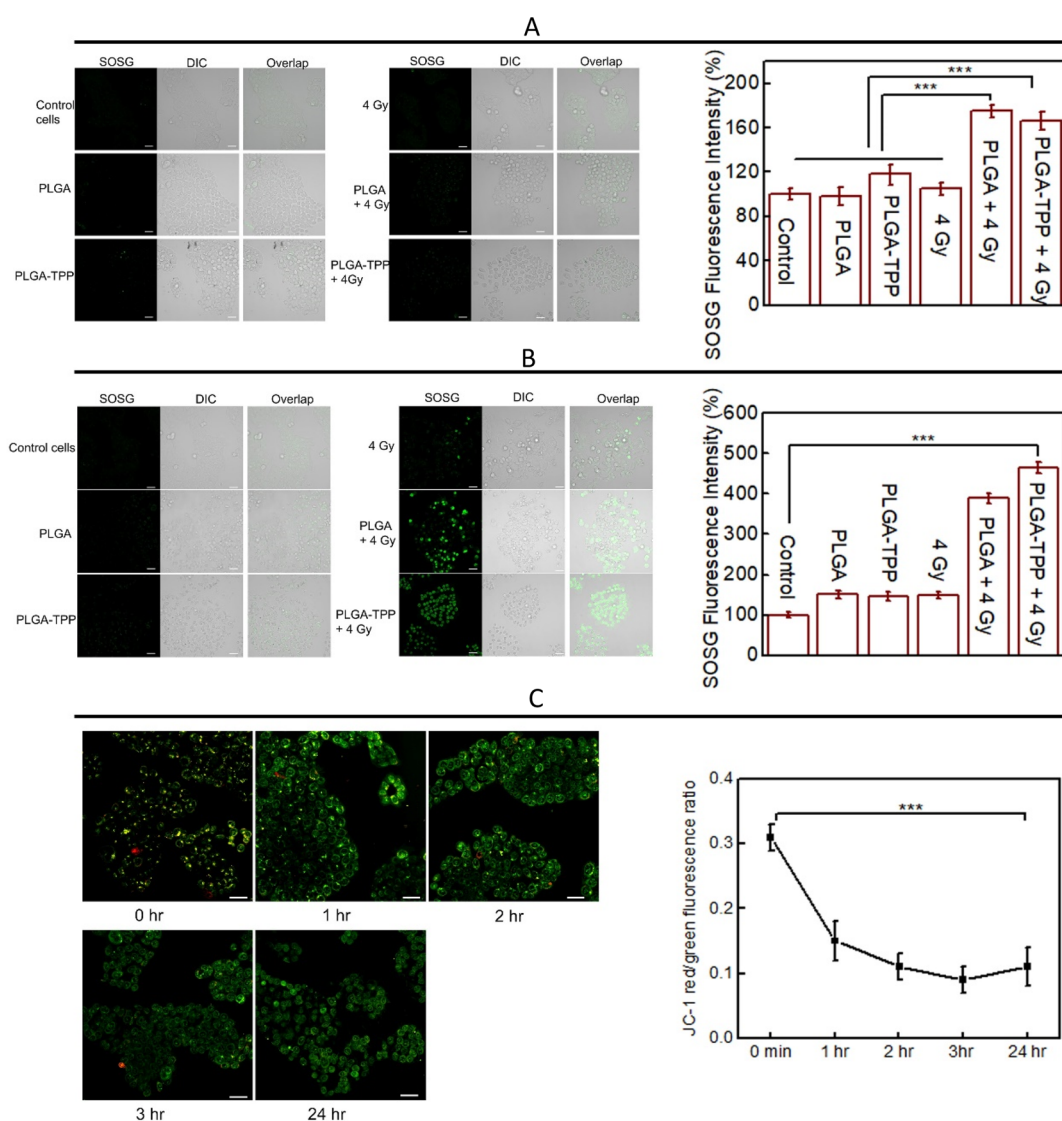 A
SOSG DIC Overlap
Control
cells
PLGA
PLGA-TPP
SOSG DIC Overlap
4 Gy
PLGA
+ 4 Gy
PLGA-TPP
+ 4Gy
SOSG Fluorescence Intensity (%)
200
160
120
80
40
0
***
***
Control
PLGA
PLGA-TPP
4 Gy
PLGA + 4 Gy
PLGA-TPP + 4 Gy
B
SOSG DIC Overlap
Control cells
PLGA
PLGA-TPP
SOSG DIC Overlap
4 Gy
PLGA
+ 4 Gy
PLGA-TPP
+ 4 Gy
SOSG Fluorescence Intensity (%)
600
500
400
300
200
100
0
***
Control
PLGA
PLGA-TPP
4 Gy
PLGA + 4 Gy
PLGA-TPP + 4 Gy
C
0 hr
1 hr
2 hr
3 hr
24 hr
JC-1 red/green fluorescence ratio
0.4
0.3
0.2
0.1
0.0
***
0 min 1 hr 2 hr 3hr 24 hr